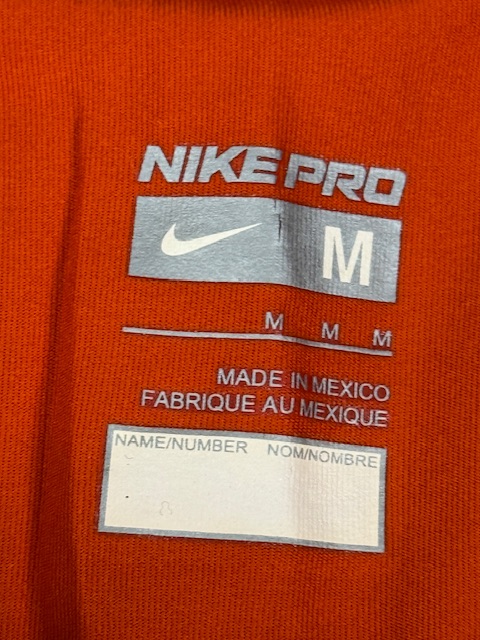 NIKE PRO
M
M M M
MADE IN MEXICO
FABRIQUE AU MEXIQUE
NAME/NUMBER NOM/NOMBRE